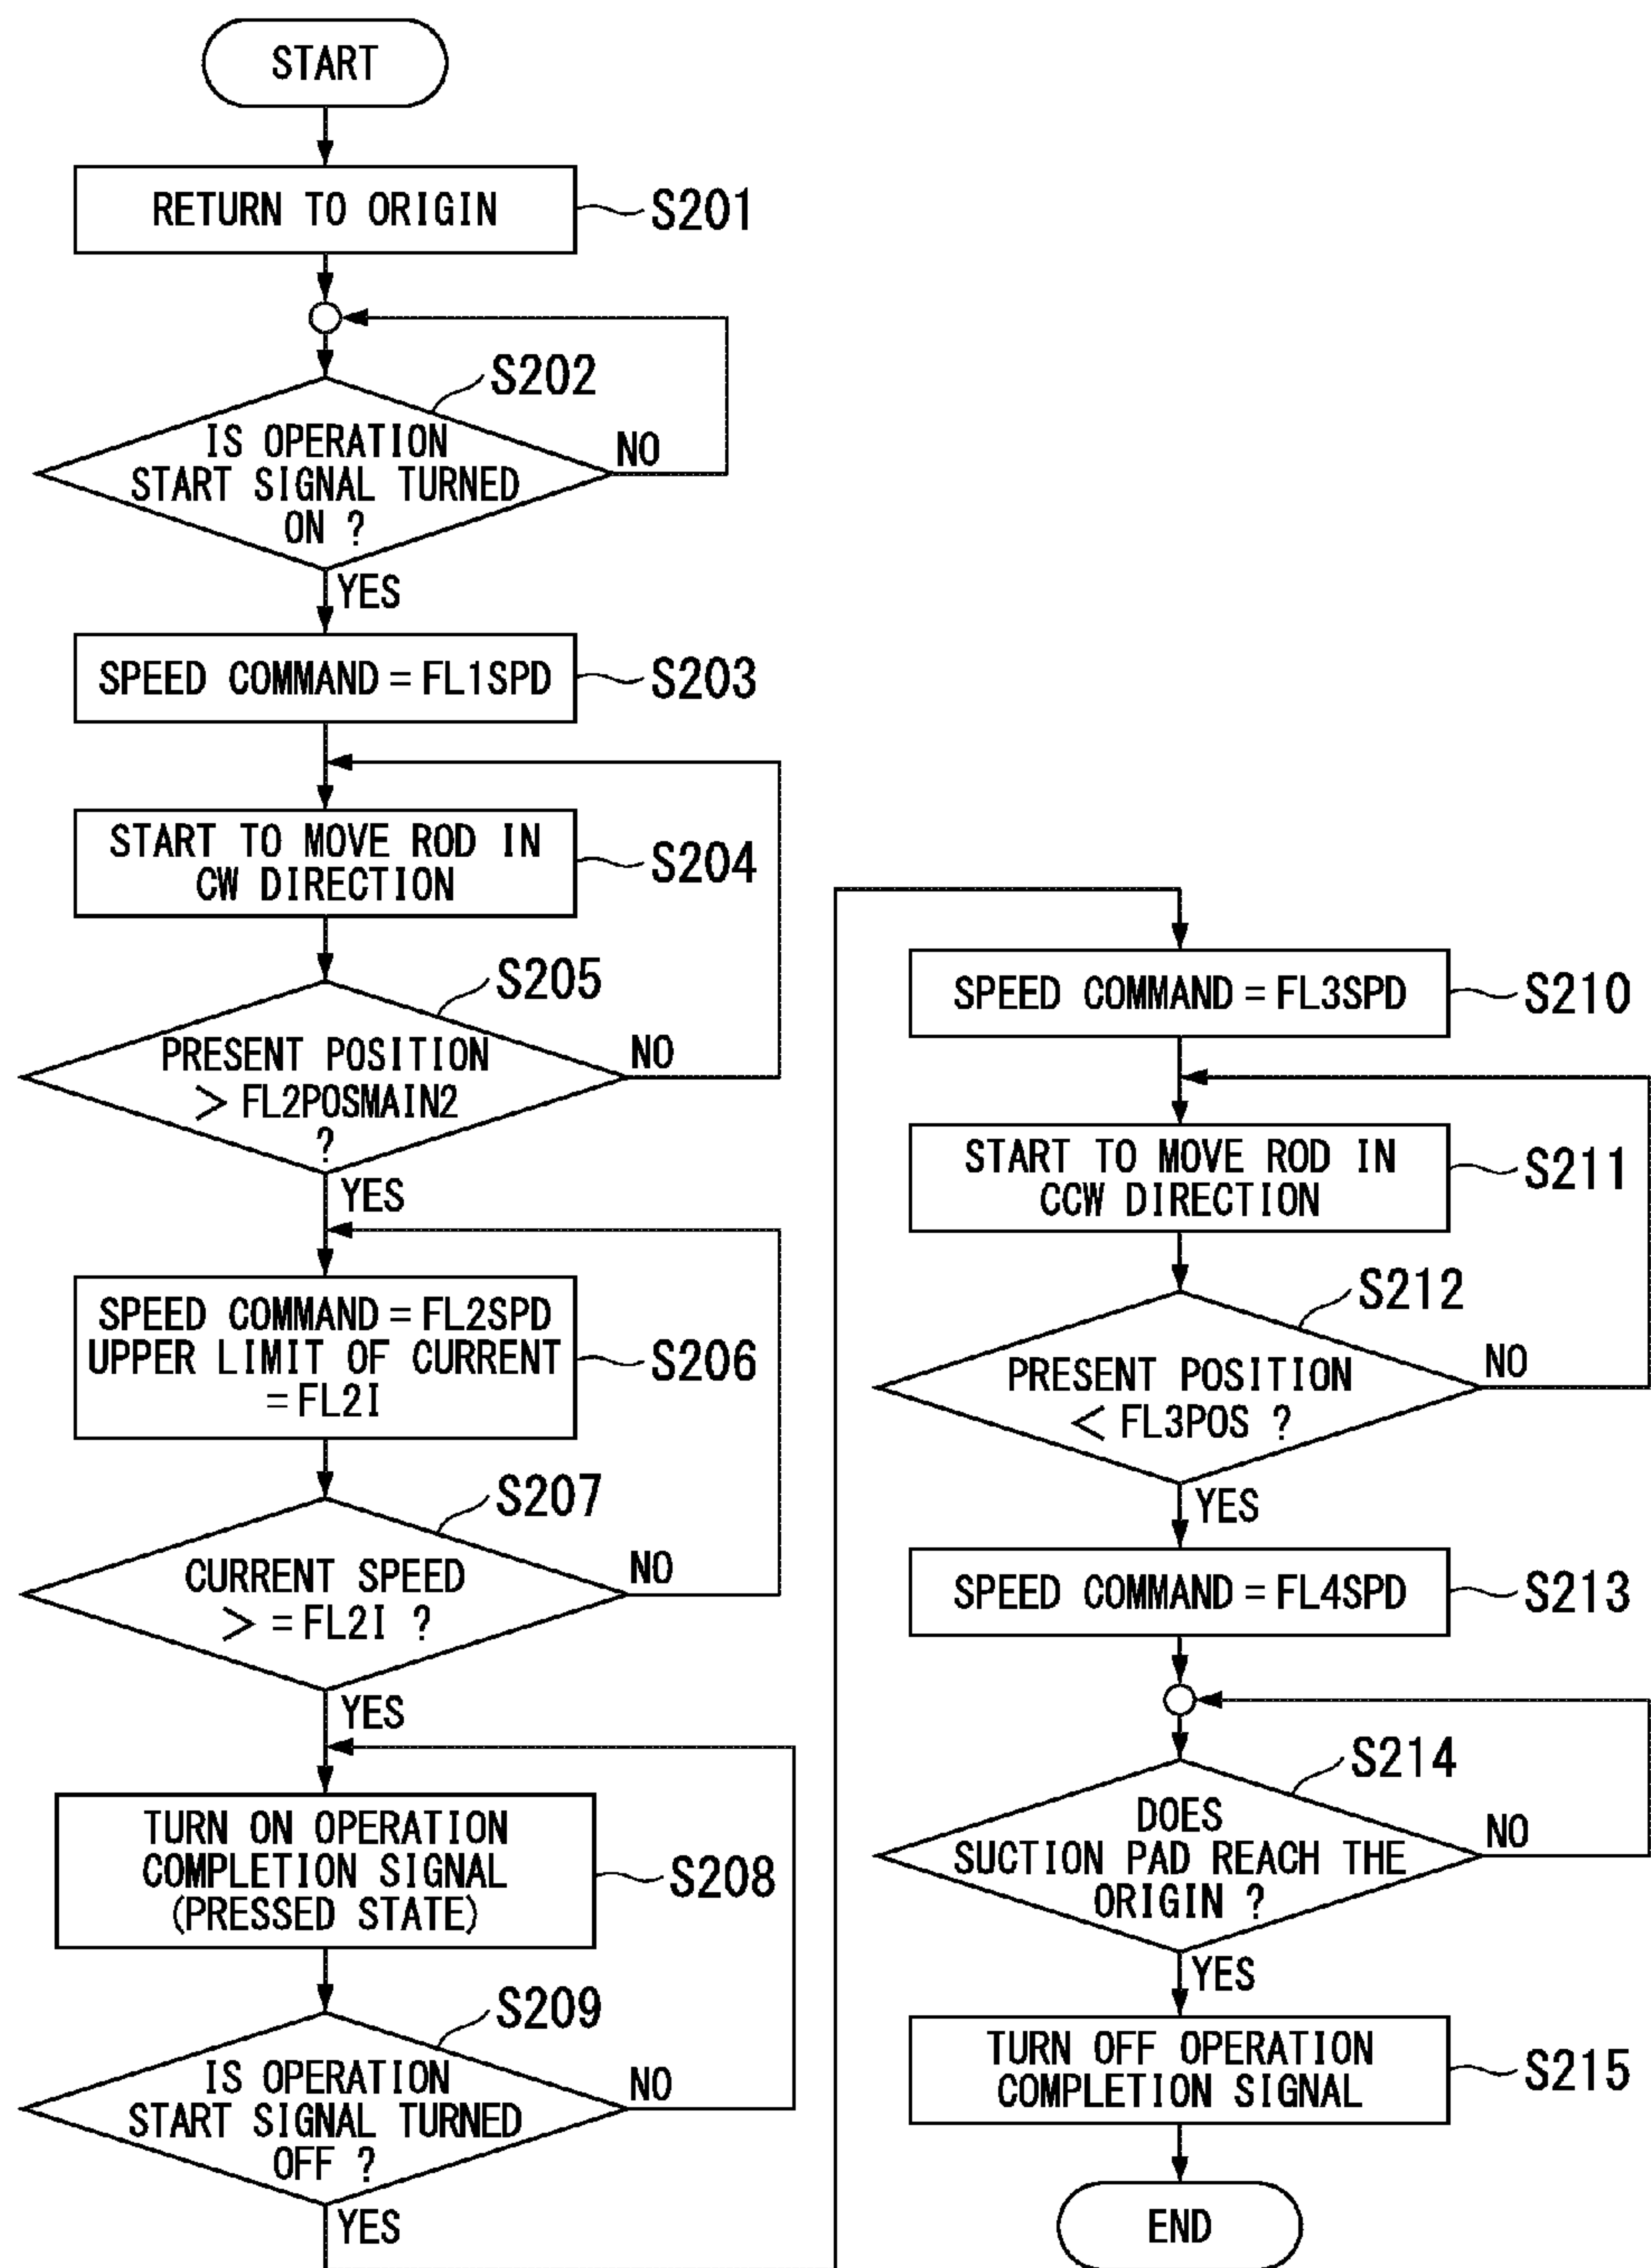 START
RETURN TO ORIGIN
S201
S202
IS OPERATION
START SIGNAL TURNED
ON ?
NO
YES
SPEED COMMAND = FL1SPD
S203
START TO MOVE ROD IN
CW DIRECTION
S204
S205
PRESENT POSITION
> FL2POSMAIN2
?
NO
YES
SPEED COMMAND = FL2SPD
UPPER LIMIT OF CURRENT
= FL2I
S206
S207
CURRENT SPEED
> = FL2I ?
NO
YES
TURN ON OPERATION
COMPLETION SIGNAL
(PRESSED STATE)
S208
S209
IS OPERATION
START SIGNAL TURNED
OFF ?
NO
YES
SPEED COMMAND = FL3SPD
S210
START TO MOVE ROD IN
CCW DIRECTION
S211
S212
PRESENT POSITION
< FL3POS ?
NO
YES
SPEED COMMAND = FL4SPD
S213
S214
DOES
SUCTION PAD REACH THE
ORIGIN ?
NO
YES
TURN OFF OPERATION
COMPLETION SIGNAL
S215
END